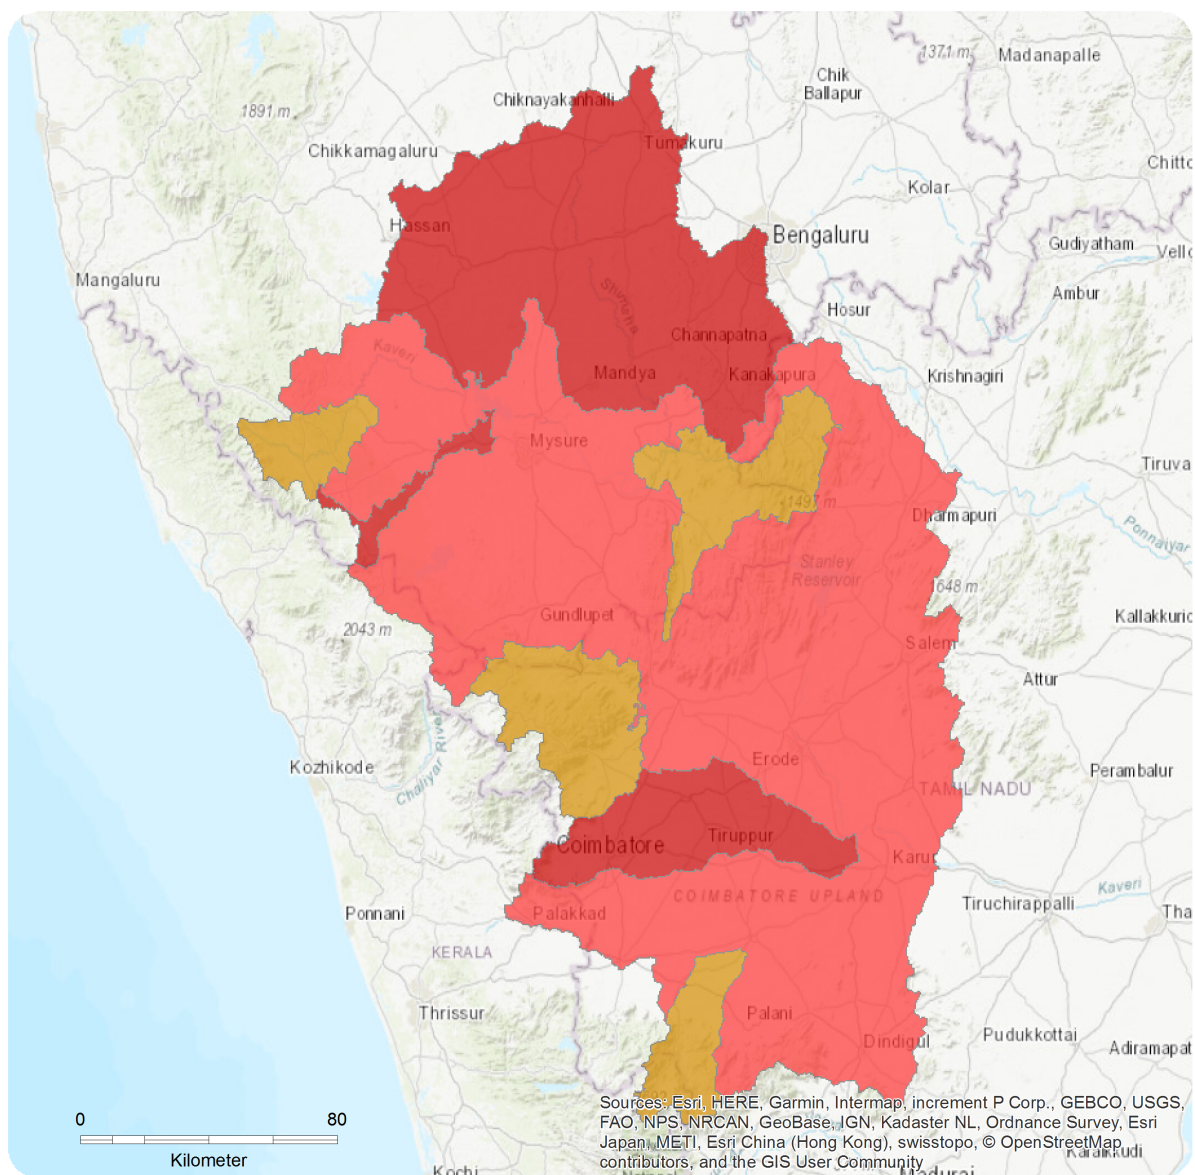 1371 m
Madanapalle
Chik
Ballapur
Chiknayakanhalli
1891 m
Tumakuru
Chikkamagaluru
Kolar
Hassan
Bengaluru
Gudiyatham
Mangaluru
Ambur
Shimsha
Hosur
Channapatna
Kaveri
Mandya
Kanakapura
Krishnagiri
Mysure
Tiruva
1497 m
Dharmapuri
Ponnaiyar
Stanley
Reservoir
1648 m
Gundlupet
Kallakkuric
2043 m
Salem
Attur
Chaliyar River
Kozhikode
Erode
Perambalur
TAMIL NADU
Tiruppur
Coimbatore
Karur
Kaveri
COIMBATORE UPLAND
Tiruchirappalli
Ponnani
Palakkad
Tha
KERALA
Thrissur
Palani
Pudukkottai
Dindigul
Adiramapat
0 80
Kilometer
Sources: Esri, HERE, Garmin, Intermap, increment P Corp., GEBCO, USGS,
FAO, NPS, NRCAN, GeoBase, IGN, Kadaster NL, Ordnance Survey, Esri
Japan, METI, Esri China (Hong Kong), swisstopo, © OpenStreetMap
contributors, and the GIS User Community
Karaikkudi
Kochi
Madurai